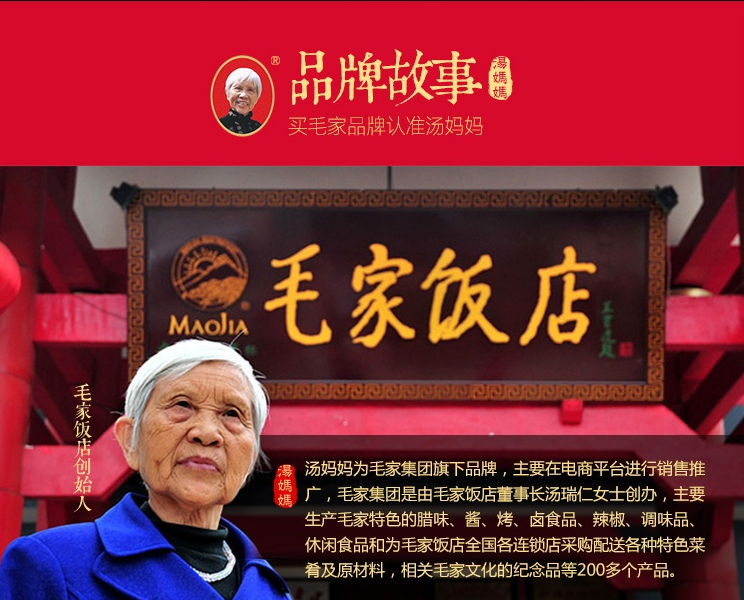 ®
品牌故事
湯媽媽
买毛家品牌认准汤妈妈
毛家饭店
MAOJIA
®
毛家饭店创始人
湯媽媽
汤妈妈为毛家集团旗下品牌，主要在电商平台进行销售推
广，毛家集团是由毛家饭店董事长汤瑞仁女士创办，主要
生产毛家特色的腊味、酱、烤、卤食品、辣椒、调味品、
休闲食品和为毛家饭店全国各连锁店采购配送各种特色菜
肴及原材料，相关毛家文化的纪念品等200多个产品。